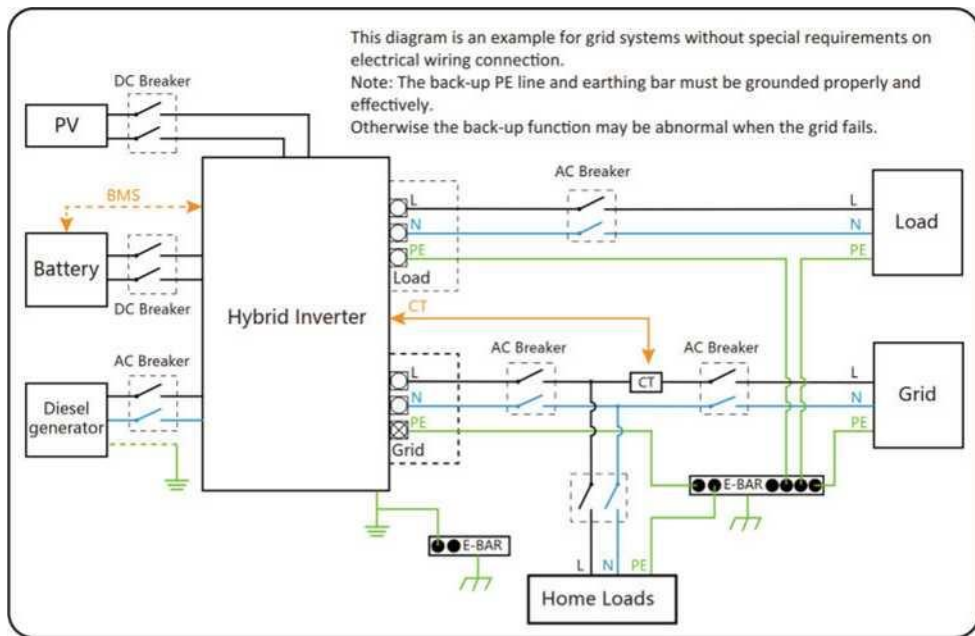 This diagram is an example for grid systems without special requirements on
electrical wiring connection.
Note: The back-up PE line and earthing bar must be grounded properly and
effectively.
Otherwise the back-up function may be abnormal when the grid fails.
DC Breaker
PV
BMS
Battery
DC Breaker
AC Breaker
Diesel
generator
Hybrid Inverter
L
N
PE
Load
AC Breaker
L
N
PE
Load
CT
AC Breaker
AC Breaker
CT
L
N
PE
Grid
L
N
PE
Grid
E-BAR
E-BAR
L
N
PE
Home Loads